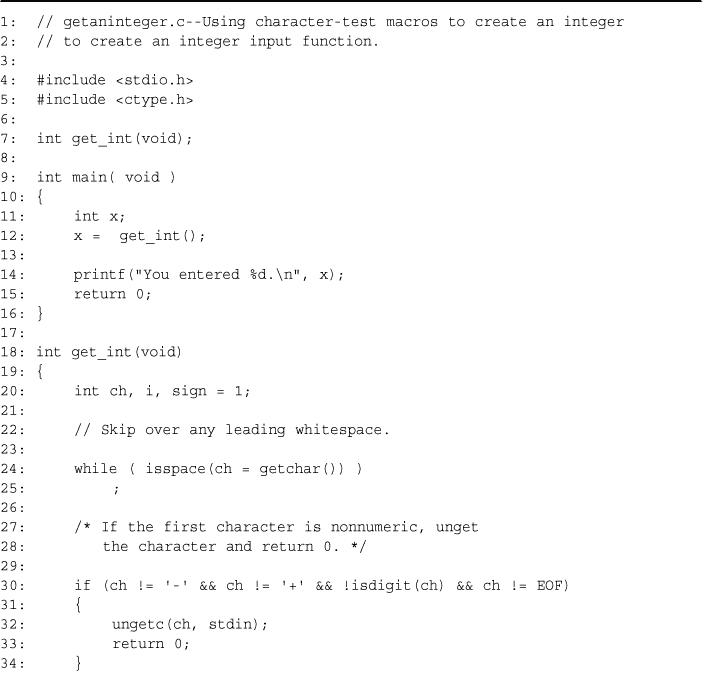 1: // getaninteger.c--Using character-test macros to create an integer
2: // to create an integer input function.
3:
4: #include <stdio.h>
5: #include <ctype.h>
6:
7: int get_int(void);
8:
9: int main( void )
10: {
11:     int x;
12:     x =  get_int();
13:
14:     printf("You entered %d.\n", x);
15:     return 0;
16: }
17:
18: int get_int(void)
19: {
20:     int ch, i, sign = 1;
21:
22:     // Skip over any leading whitespace.
23:
24:     while ( isspace(ch = getchar()) )
25:         ;
26:
27:     /* If the first character is nonnumeric, unget
28:        the character and return 0. */
29:
30:     if (ch != '-' && ch != '+' && !isdigit(ch) && ch != EOF)
31:     {
32:         ungetc(ch, stdin);
33:         return 0;
34:     }